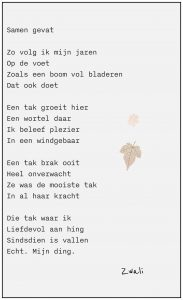 Samen gevat
Zo volg ik mijn jaren
Op de voet
Zoals een boom vol bladeren
Dat ook doet
Een tak groeit hier
Een wortel daar
Ik beleef plezier
In een windgebaar
Een tak brak ooit
Heel onverwacht
Ze was de mooiste tak
In al haar kracht
Die tak waar ik
Liefdevol aan hing
Sindsdien is vallen
Echt. Mijn ding.
Zwali